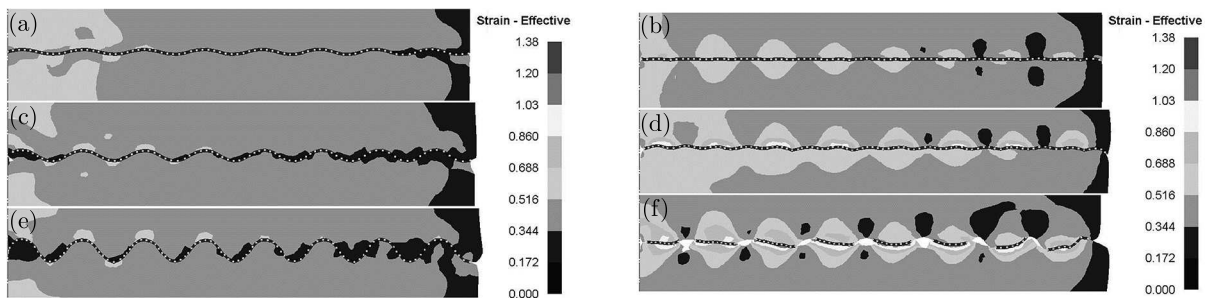 (a)
Strain - Effective
1.38
1.20
1.03
0.860
0.688
0.516
0.344
0.172
0.000
(c)
(e)
(b)
Strain - Effective
1.38
1.20
1.03
0.860
0.688
0.516
0.344
0.172
0.000
(d)
(f)